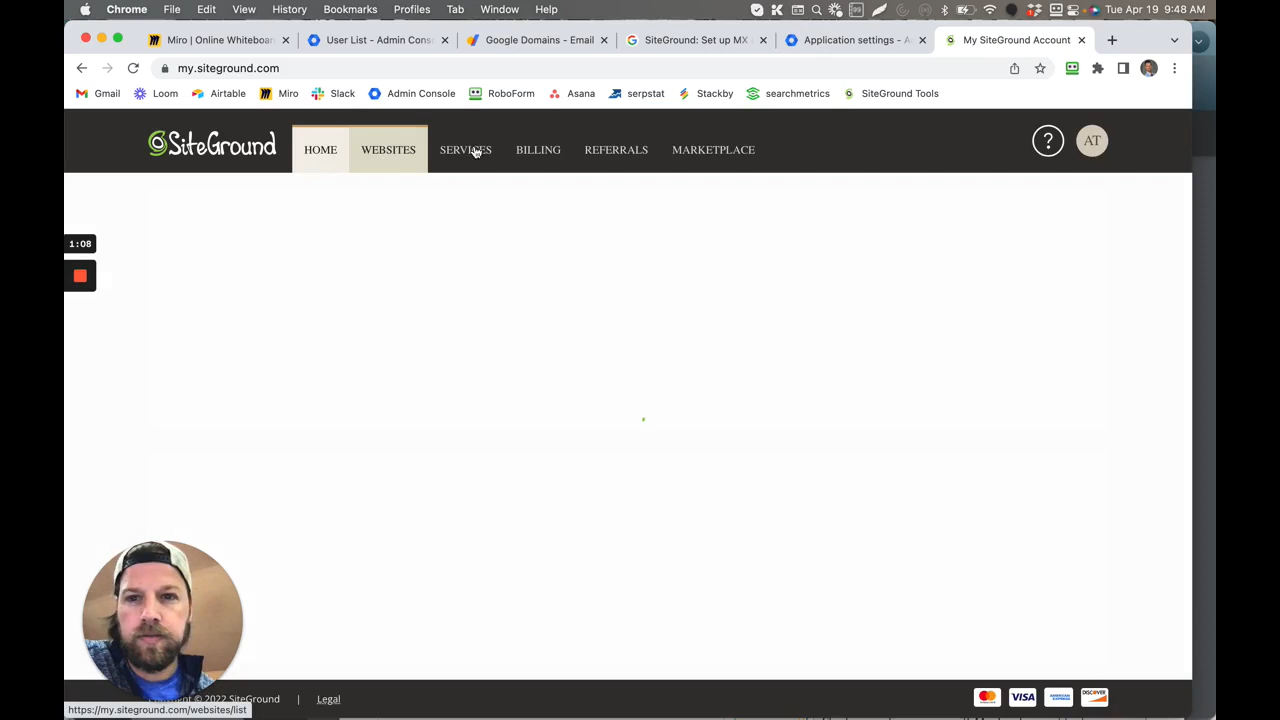 Chrome File Edit View History Bookmarks Profiles Tab Window Help Tue Apr 19 9:48 AM
Miro | Online Whiteboar User List - Admin Cons Google Domains - Email SiteGround: Set up MX Application settings - A My SiteGround Account
my.siteground.com
Gmail Loom Airtable Miro Slack Admin Console RoboForm Asana serpstat Stackby searchmetrics SiteGround Tools
SiteGround HOME WEBSITES SERVICES BILLING REFERRALS MARKETPLACE ? AT
1:08
© 2022 SiteGround | Legal VISA AMERICAN EXPRESS DISCOVER
https://my.siteground.com/websites/list